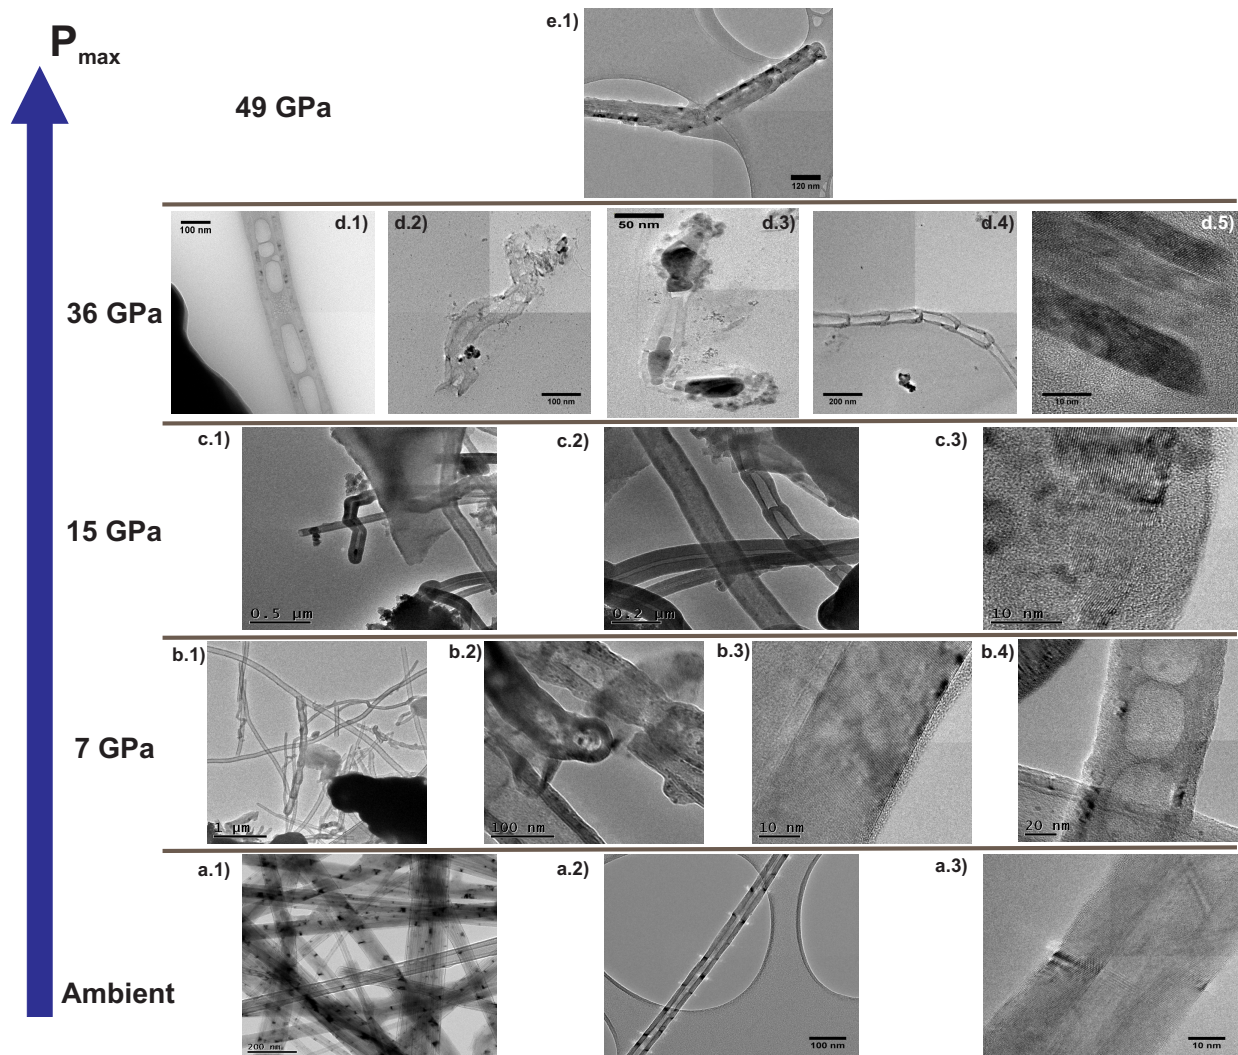 P max
e.1)
49 GPa
120 nm
36 GPa
d.1)
100 nm
d.2)
100 nm
d.3)
50 nm
d.4)
200 nm
d.5)
10 nm
15 GPa
c.1)
0.5 µm
c.2)
0.2 µm
c.3)
10 nm
7 GPa
b.1)
1 µm
b.2)
100 nm
b.3)
10 nm
b.4)
20 nm
Ambient
a.1)
200 nm
a.2)
100 nm
a.3)
10 nm